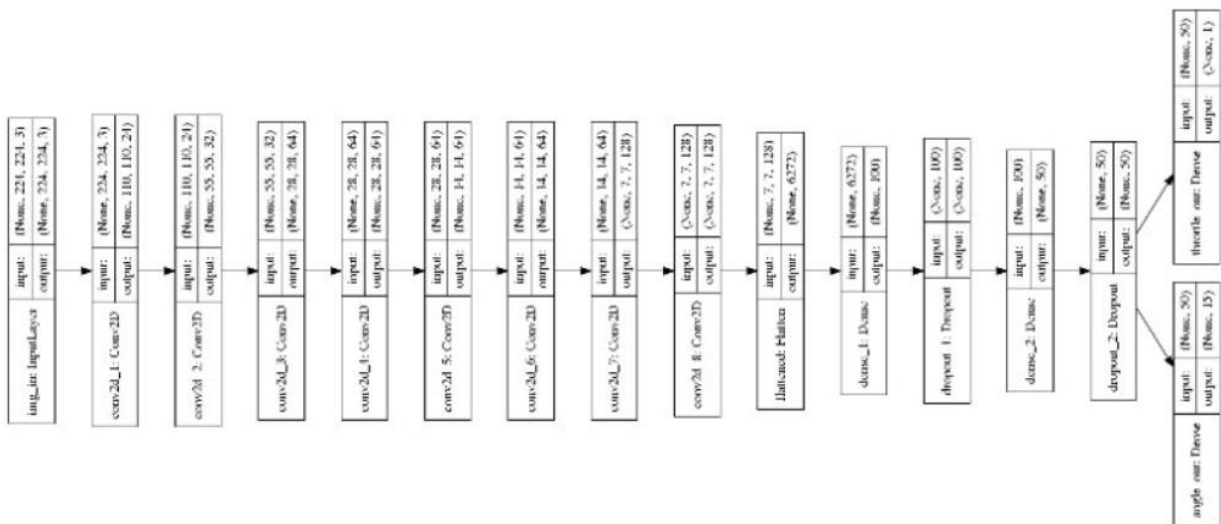 img_in: InputLayer
input: (None, 224, 224, 3)
output: (None, 224, 224, 3)
conv2d_1: Conv2D
input: (None, 224, 224, 3)
output: (None, 110, 110, 24)
conv2d_2: Conv2D
input: (None, 110, 110, 24)
output: (None, 55, 55, 32)
conv2d_3: Conv2D
input: (None, 55, 55, 32)
output: (None, 28, 28, 64)
conv2d_4: Conv2D
input: (None, 28, 28, 64)
output: (None, 28, 28, 64)
conv2d_5: Conv2D
input: (None, 28, 28, 64)
output: (None, 14, 14, 64)
conv2d_6: Conv2D
input: (None, 14, 14, 64)
output: (None, 14, 14, 64)
conv2d_7: Conv2D
input: (None, 14, 14, 64)
output: (None, 7, 7, 128)
conv2d_8: Conv2D
input: (None, 7, 7, 128)
output: (None, 7, 7, 128)
flattened: Flatten
input: (None, 7, 7, 128)
output: (None, 6272)
dense_1: Dense
input: (None, 6272)
output: (None, 100)
dropout_1: Dropout
input: (None, 100)
output: (None, 100)
dense_2: Dense
input: (None, 100)
output: (None, 50)
dropout_2: Dropout
input: (None, 50)
output: (None, 50)
angle_out: Dense
input: (None, 50)
output: (None, 15)
throttle_out: Dense
input: (None, 50)
output: (None, 1)